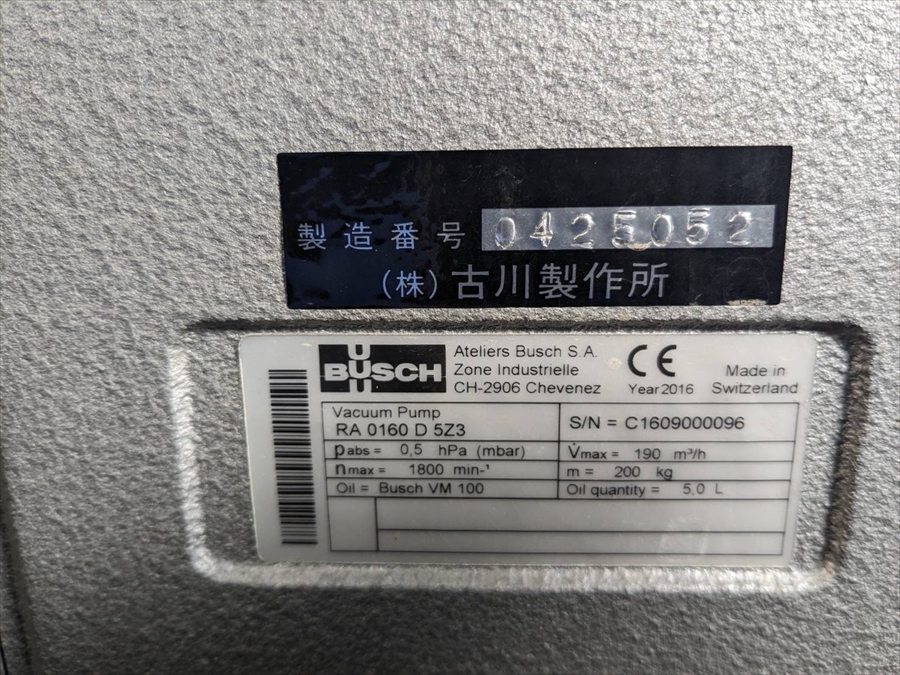 製造番号 0425052
(株)古川製作所
BUSCH
Ateliers Busch S.A.
Zone Industrielle
CH-2906 Chevenez
CE
Year2016
Made in
Switzerland
Vacuum Pump
RA 0160 D 5Z3
S/N = C1609000096
pabs = 0,5 hPa (mbar)
V̇max = 190 m³/h
nmax = 1800 min-¹
m = 200 kg
Oil = Busch VM 100
Oil quantity = 5,0 L